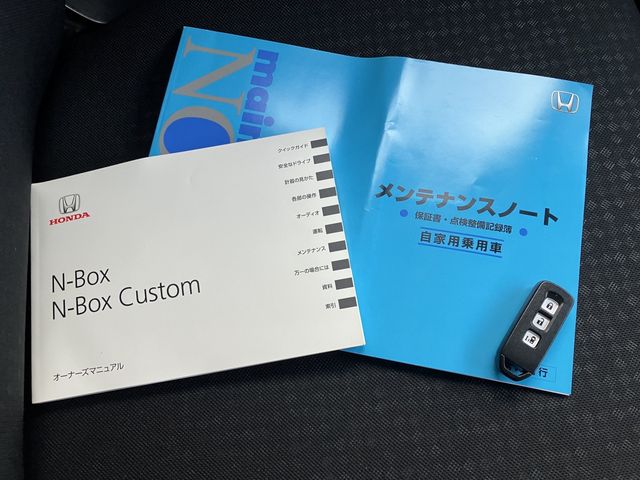 HONDA
N-Box
N-Box Custom
オーナーズマニュアル
クイックガイド
安全なドライブ
計器の見かた
各部の操作
オーディオ
運転
メンテナンス
万一の場合には
資料
索引
main
NO
メンテナンスノート
保証書・点検整備記録簿
自家用乗用車
行